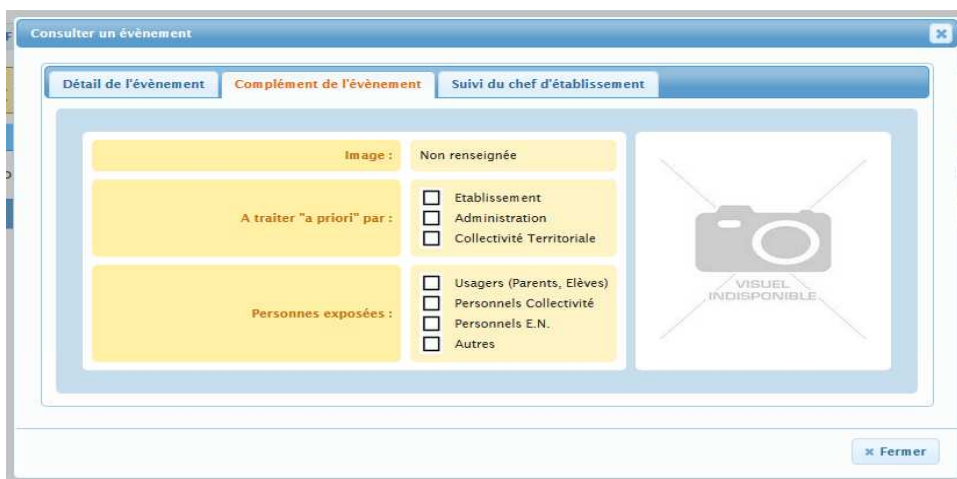 Consulter un évènement
Détail de l'évènement Complément de l'évènement Suivi du chef d'établissement
Image : Non renseignée
A traiter "a priori" par :
Etablissement
Administration
Collectivité Territoriale
Personnes exposées :
Usagers (Parents, Elèves)
Personnels Collectivité
Personnels E.N.
Autres
VISUEL
INDISPONIBLE
Fermer